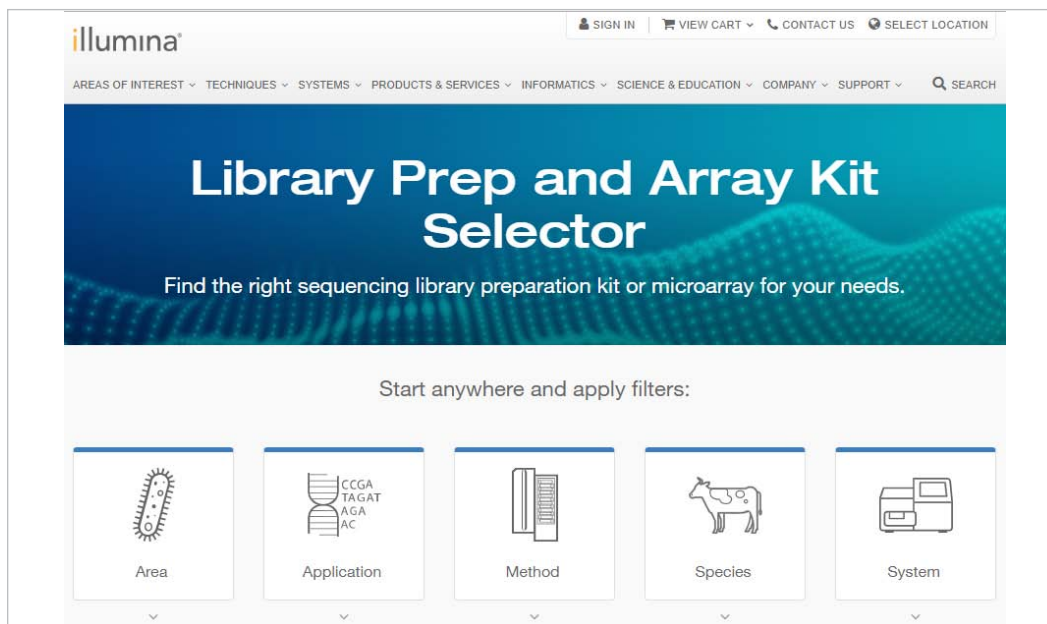 illumina®
SIGN IN VIEW CART CONTACT US SELECT LOCATION
AREAS OF INTEREST TECHNIQUES SYSTEMS PRODUCTS & SERVICES INFORMATICS SCIENCE & EDUCATION COMPANY SUPPORT SEARCH
Library Prep and Array Kit
Selector
Find the right sequencing library preparation kit or microarray for your needs.
Start anywhere and apply filters:
CCGA
TAGAT
AGA
AC
Area Application Method Species System